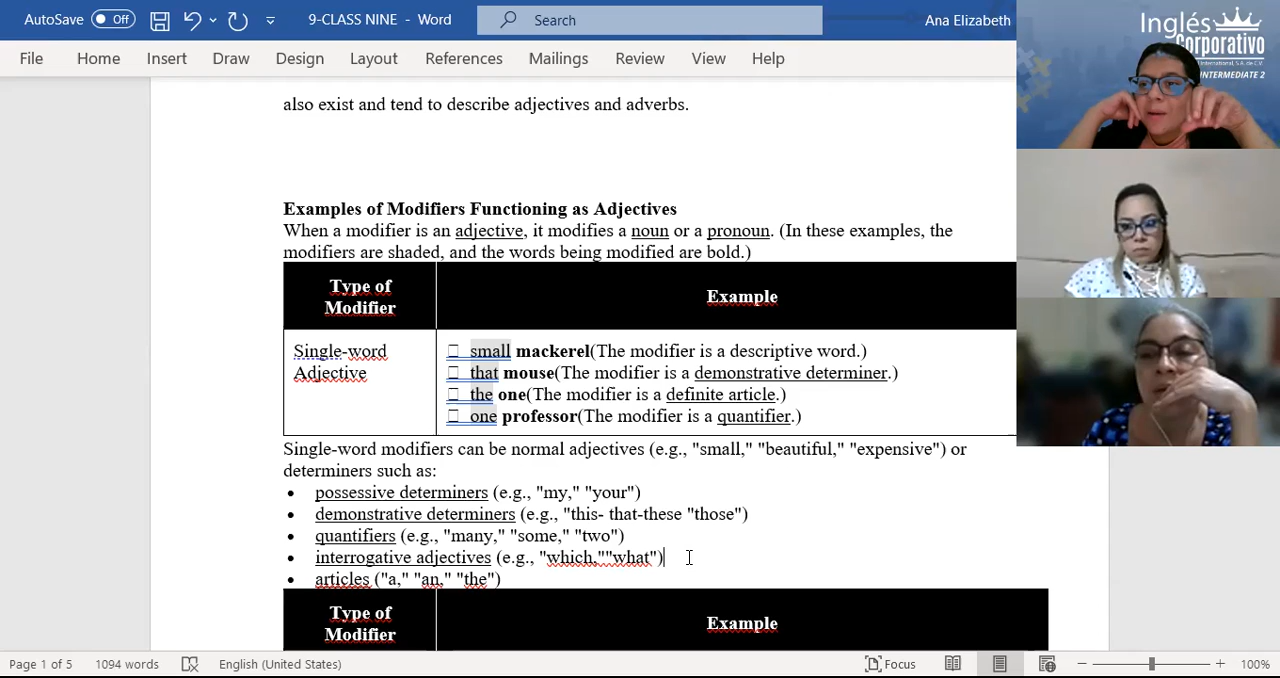 AutoSave Off 9-CLASS NINE - Word Search Ana Elizabeth
File Home Insert Draw Design Layout References Mailings Review View Help
Inglés
Corporativo
International, S.A. de C.V.
INTERMEDIATE 2
also exist and tend to describe adjectives and adverbs.
Examples of Modifiers Functioning as Adjectives
When a modifier is an adjective, it modifies a noun or a pronoun. (In these examples, the
modifiers are shaded, and the words being modified are bold.)
Type of
Modifier
Example
Single-word
Adjective
small mackerel(The modifier is a descriptive word.)
that mouse(The modifier is a demonstrative determiner.)
the one(The modifier is a definite article.)
one professor(The modifier is a quantifier.)
Single-word modifiers can be normal adjectives (e.g., "small," "beautiful," "expensive") or
determiners such as:
• possessive determiners (e.g., "my," "your")
• demonstrative determiners (e.g., "this- that-these "those")
• quantifiers (e.g., "many," "some," "two")
• interrogative adjectives (e.g., "which,""what")
• articles ("a," "an," "the")
Type of
Modifier
Example
Page 1 of 5 1094 words English (United States) Focus 100%